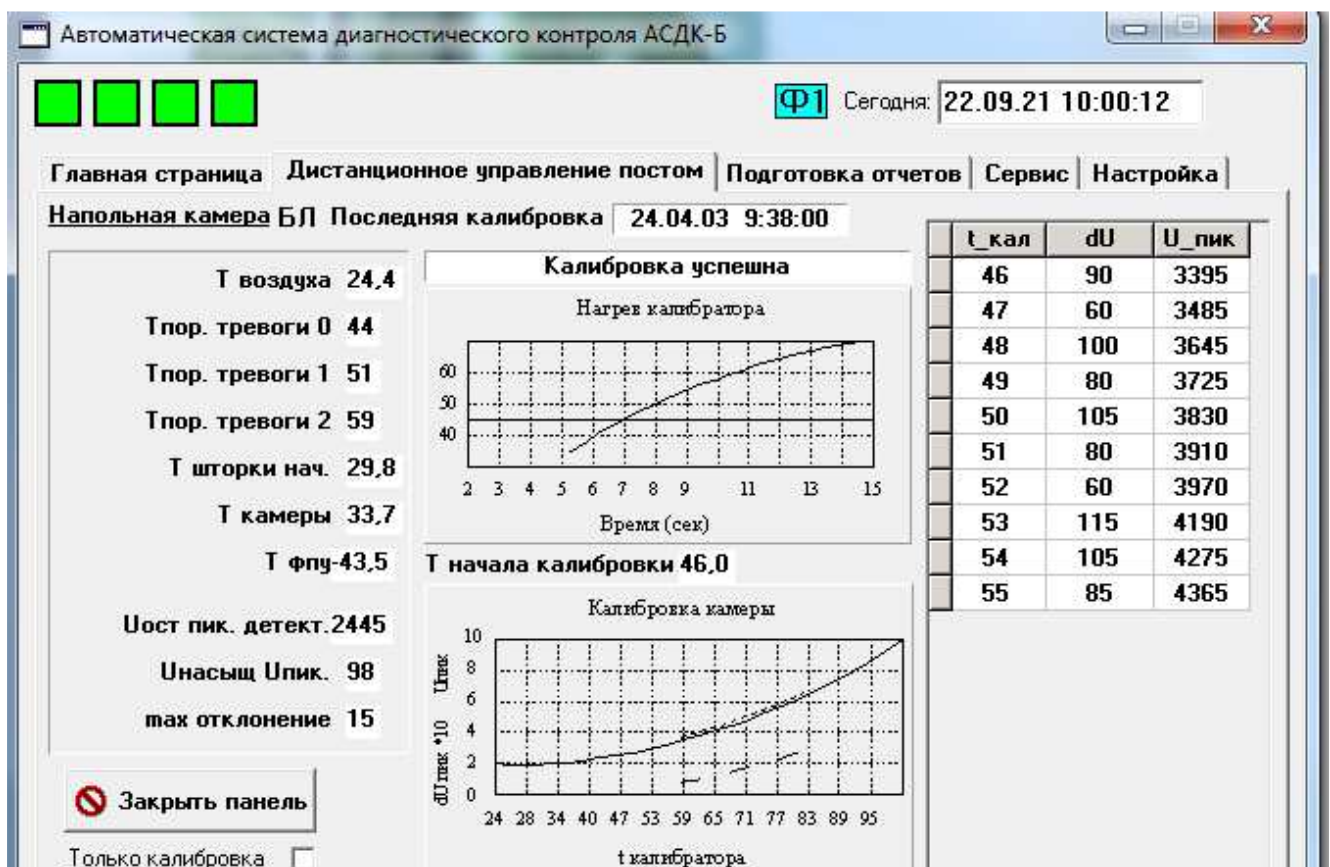 Автоматическая система диагностического контроля АСДК-Б
Ф1 Сегодня: 22.09.21 10:00:12
Главная страница Дистанционное управление постом Подготовка отчетов Сервис Настройка
Напольная камера БЛ Последняя калибровка 24.04.03 9:38:00
Т воздуха 24,4
Тпор. тревоги 0 44
Тпор. тревоги 1 51
Тпор. тревоги 2 59
Т шторки нач. 29,8
Т камеры 33,7
Т фпу -43,5
Uост пик. детект. 2445
Uнасыщ Uпик. 98
max отклонение 15
Закрыть панель
Только калибровка
Калибровка успешна
Нагрев калибратора
60
50
40
2 3 4 5 6 7 8 9 11 13 15
Время (сек)
Т начала калибровки 46,0
Калибровка камеры
dUпик *10 Uпик
10
8
6
4
2
0
24 28 34 40 47 53 59 65 71 77 83 89 95
t калибратора
t_кал dU U_пик
46 90 3395
47 60 3485
48 100 3645
49 80 3725
50 105 3830
51 80 3910
52 60 3970
53 115 4190
54 105 4275
55 85 4365